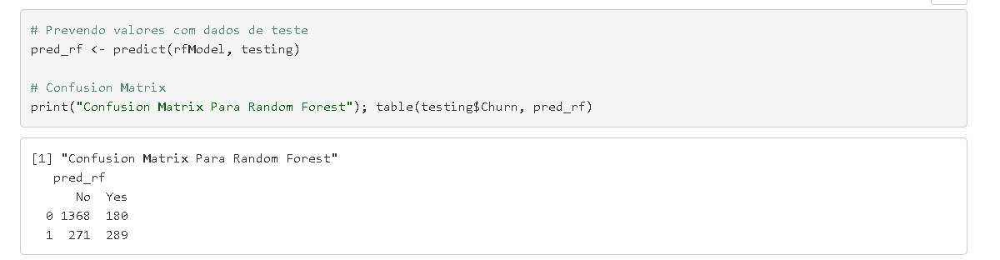 # Prevendo valores com dados de teste
pred_rf <- predict(rfModel, testing)
# Confusion Matrix
print("Confusion Matrix Para Random Forest"); table(testing$Churn, pred_rf)
[1] "Confusion Matrix Para Random Forest"
pred_rf
No Yes
0 1368 180
1 271 289